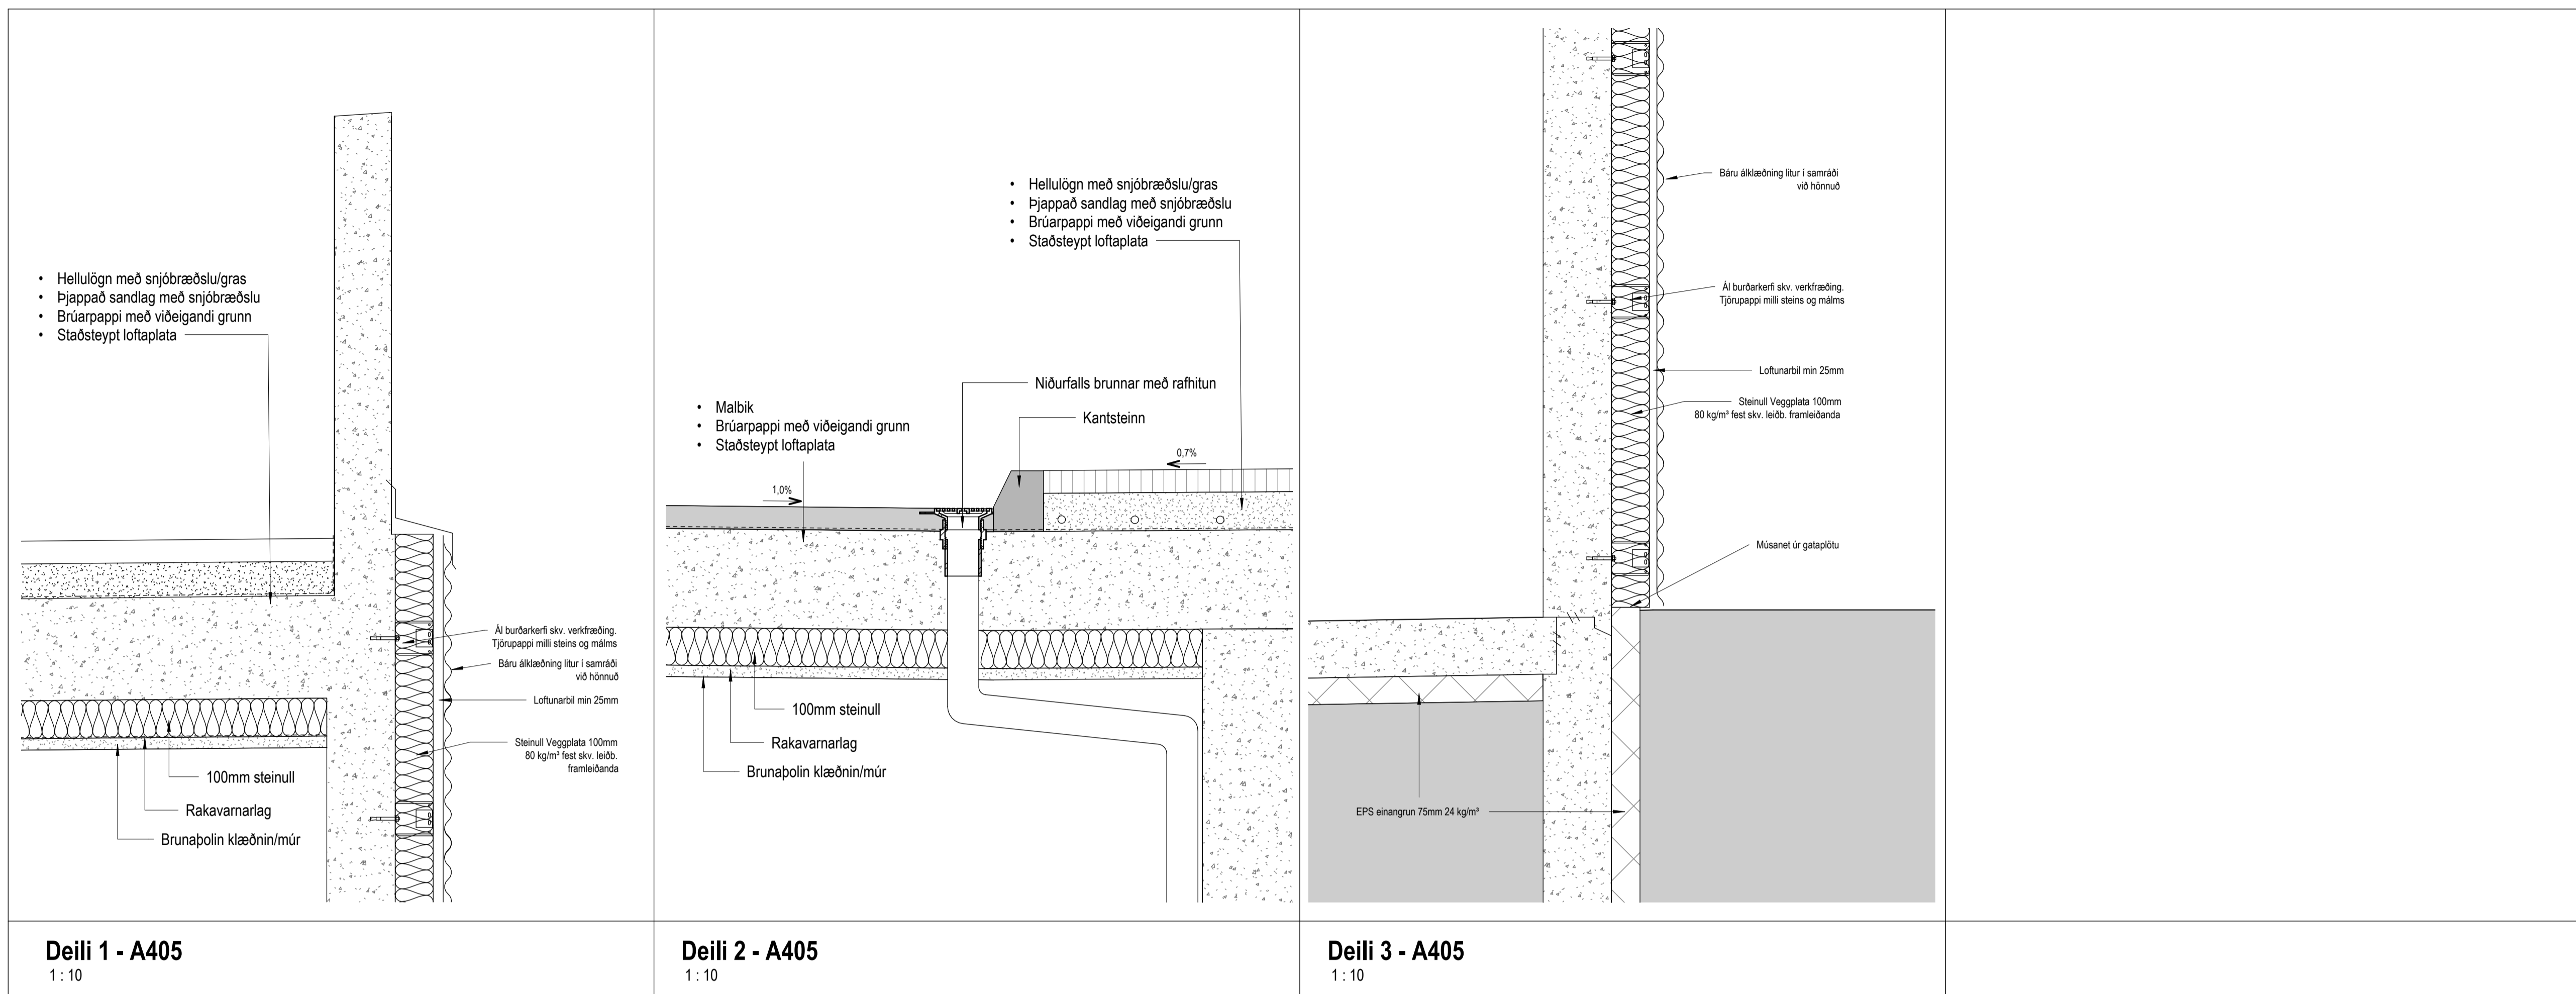 • Hellulögn með snjóbræðslu/gras
• Þjappað sandlag með snjóbræðslu
• Brúarpappi með viðeigandi grunn
• Staðsteypt loftaplata
Ál burðarkerfi skv. verkfræðing.
Tjörupappi milli steins og málms
Báru álklæðning litur í samráði
við hönnuð
Loftunarbil min 25mm
Steinull Veggplata 100mm
80 kg/m³ fest skv. leiðb.
framleiðanda
100mm steinull
Rakavarnarlag
Brunaþolin klæðnin/múr
Deili 1 - A405
1 : 10
• Hellulögn með snjóbræðslu/gras
• Þjappað sandlag með snjóbræðslu
• Brúarpappi með viðeigandi grunn
• Staðsteypt loftaplata
Niðurfalls brunnar með rafhitun
Kantsteinn
• Malbik
• Brúarpappi með viðeigandi grunn
• Staðsteypt loftaplata
0,7%
1,0%
100mm steinull
Rakavarnarlag
Brunaþolin klæðnin/múr
Deili 2 - A405
1 : 10
Báru álklæðning litur í samráði
við hönnuð
Ál burðarkerfi skv. verkfræðing.
Tjörupappi milli steins og málms
Loftunarbil min 25mm
Steinull Veggplata 100mm
80 kg/m³ fest skv. leiðb. framleiðanda
Músanet úr gataplötu
EPS einangrun 75mm 24 kg/m³
Deili 3 - A405
1 : 10